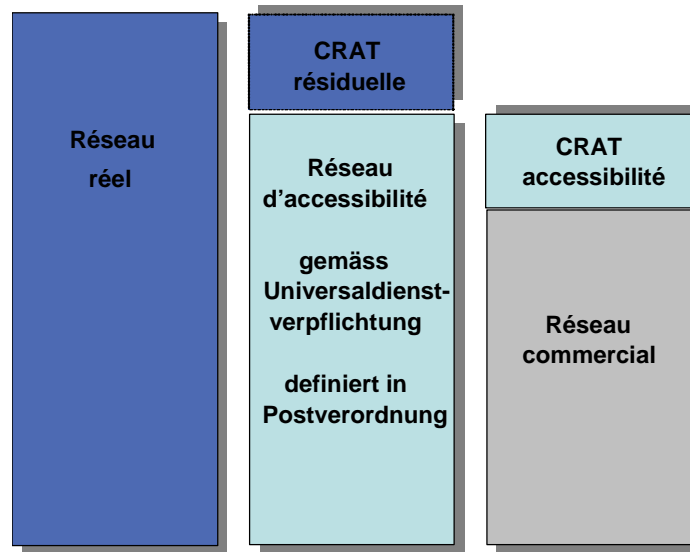 Réseau
réel
CRAT
résiduelle
Réseau
d'accessibilité
gemäss
Universaldienst-
verpflichtung
definiert in
Postverordnung
CRAT
accessibilité
Réseau
commercial